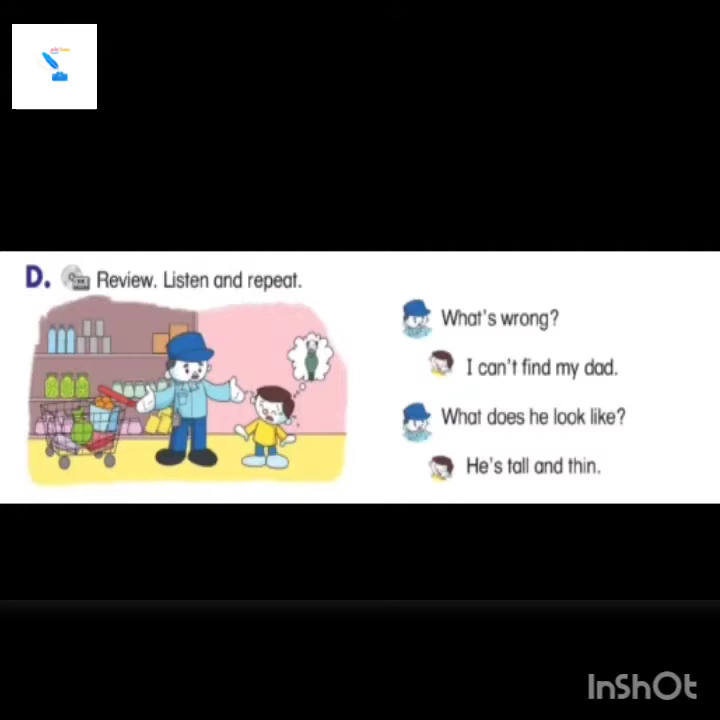 D. Review. Listen and repeat.
What's wrong?
I can't find my dad.
What does he look like?
He's tall and thin.
InShOt